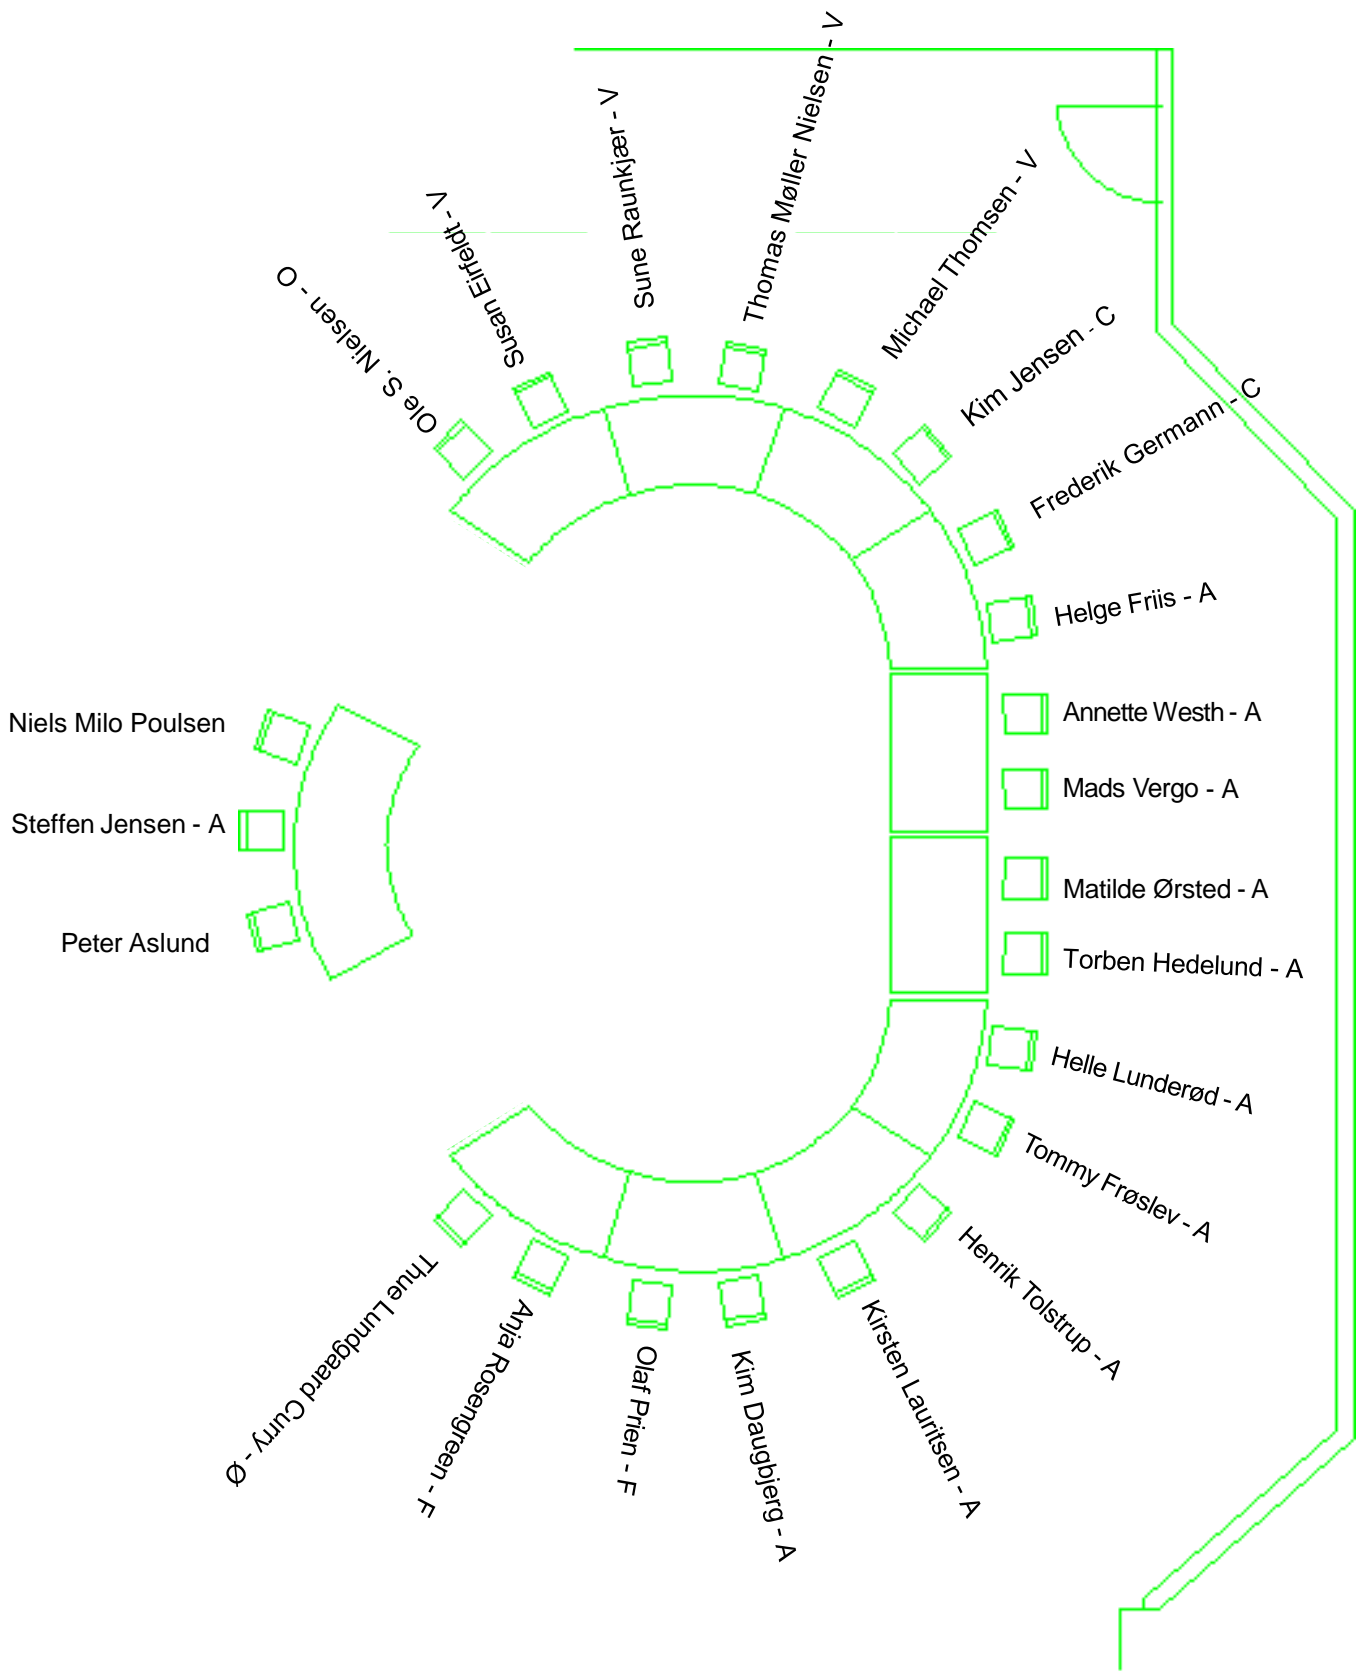 Ole S. Nielsen - O
Susan Eirfeldt - V
Sune Raunkjær - V
Thomas Møller Nielsen - V
Michael Thomsen - V
Kim Jensen - C
Frederik Germann - C
Helge Friis - A
Annette Westh - A
Mads Vergo - A
Matilde Ørsted - A
Torben Hedelund - A
Helle Lunderød - A
Tommy Frøslev - A
Henrik Tolstrup - A
Kirsten Lauritsen - A
Kim Daugbjerg - A
Olaf Prien - F
Anja Rosengreen - F
Thue Lundgaard Curry - Ø
Niels Milo Poulsen
Steffen Jensen - A
Peter Aslund